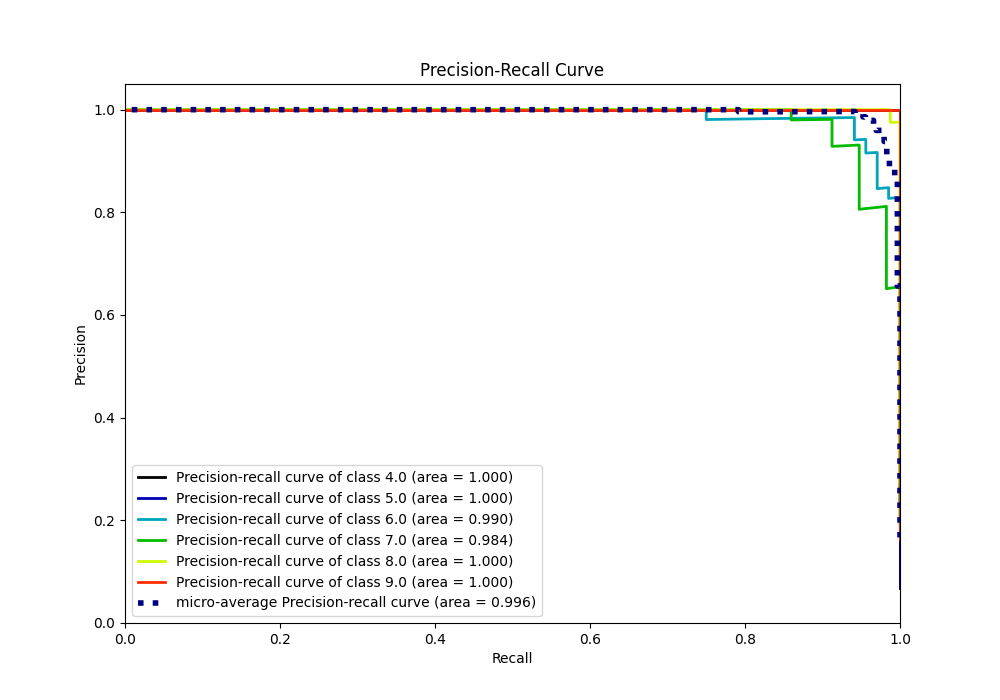 Precision-Recall Curve
1.0
0.8
0.6
0.4
0.2
0.0
Precision
Precision-recall curve of class 4.0 (area = 1.000)
Precision-recall curve of class 5.0 (area = 1.000)
Precision-recall curve of class 6.0 (area = 0.990)
Precision-recall curve of class 7.0 (area = 0.984)
Precision-recall curve of class 8.0 (area = 1.000)
Precision-recall curve of class 9.0 (area = 1.000)
micro-average Precision-recall curve (area = 0.996)
0.0 0.2 0.4 0.6 0.8 1.0
Recall